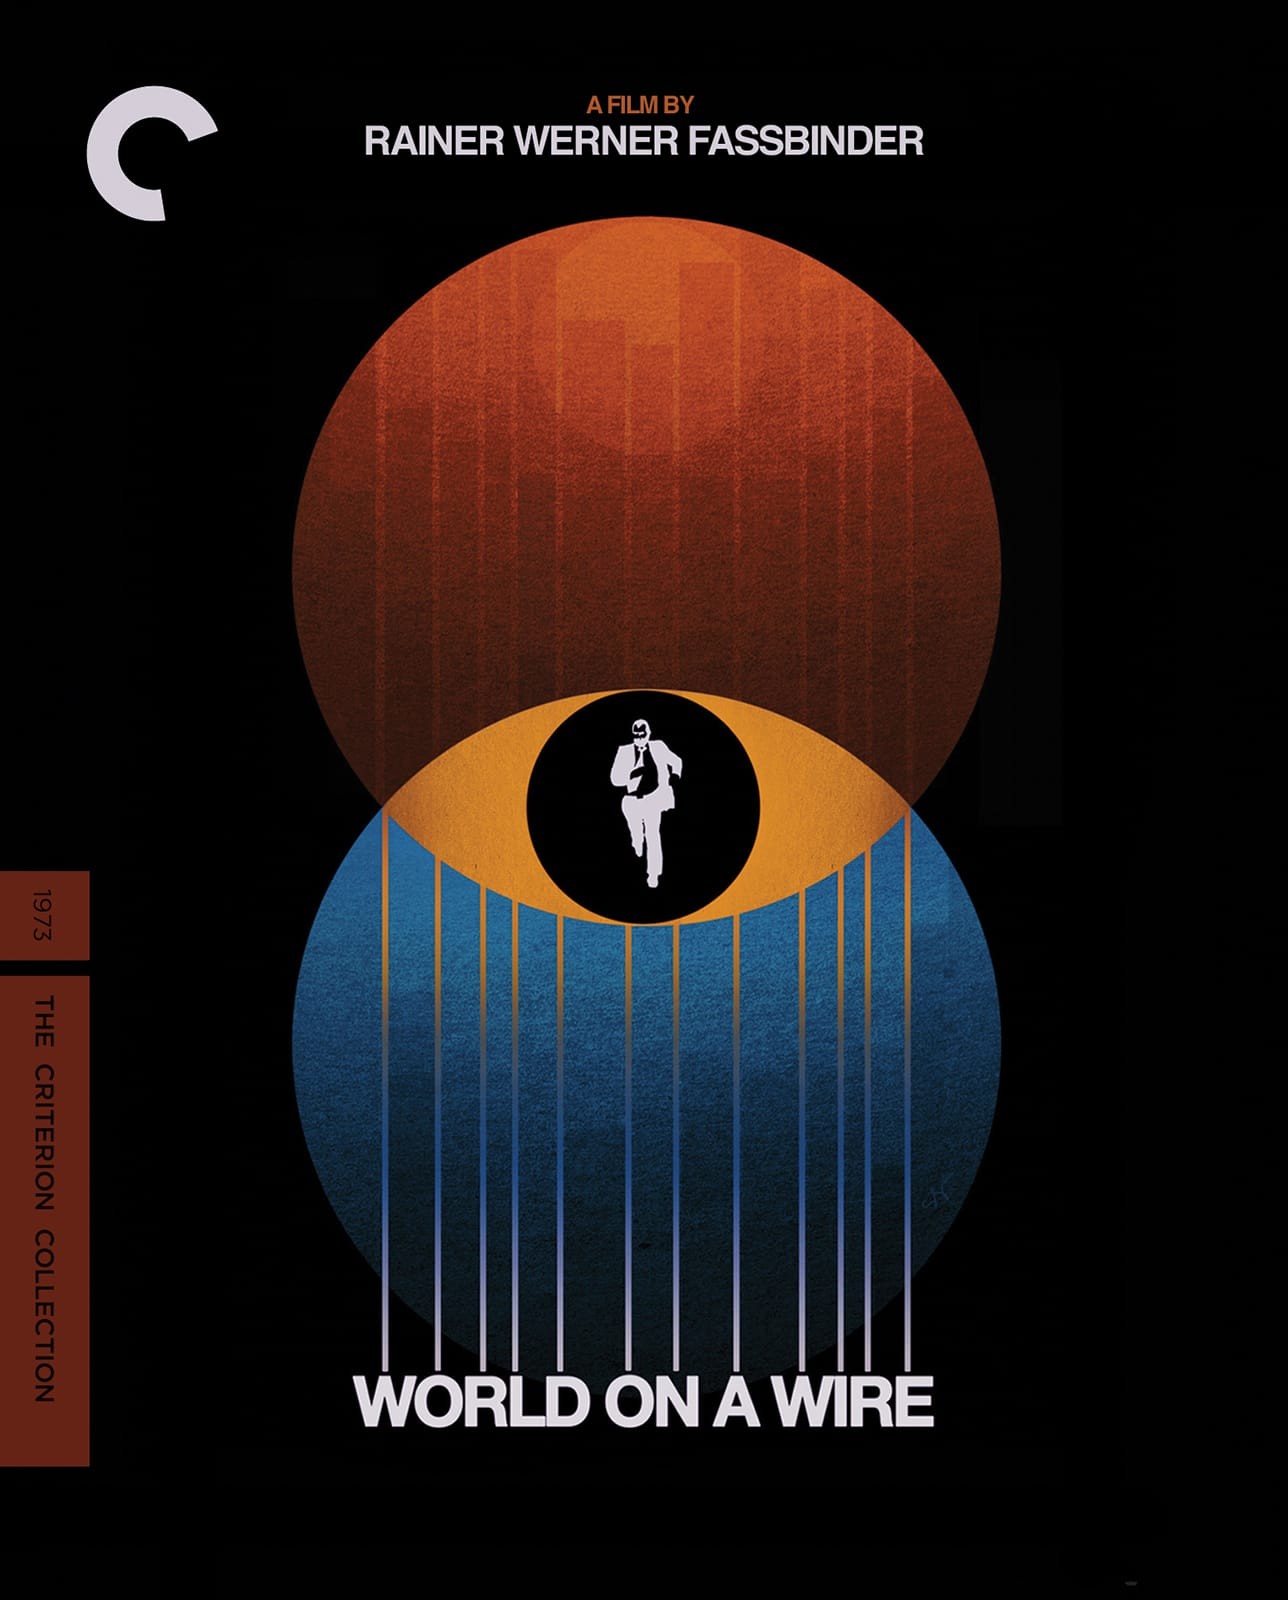 A FILM BY
RAINER WERNER FASSBINDER
1973
THE CRITERION COLLECTION
WORLD ON A WIRE